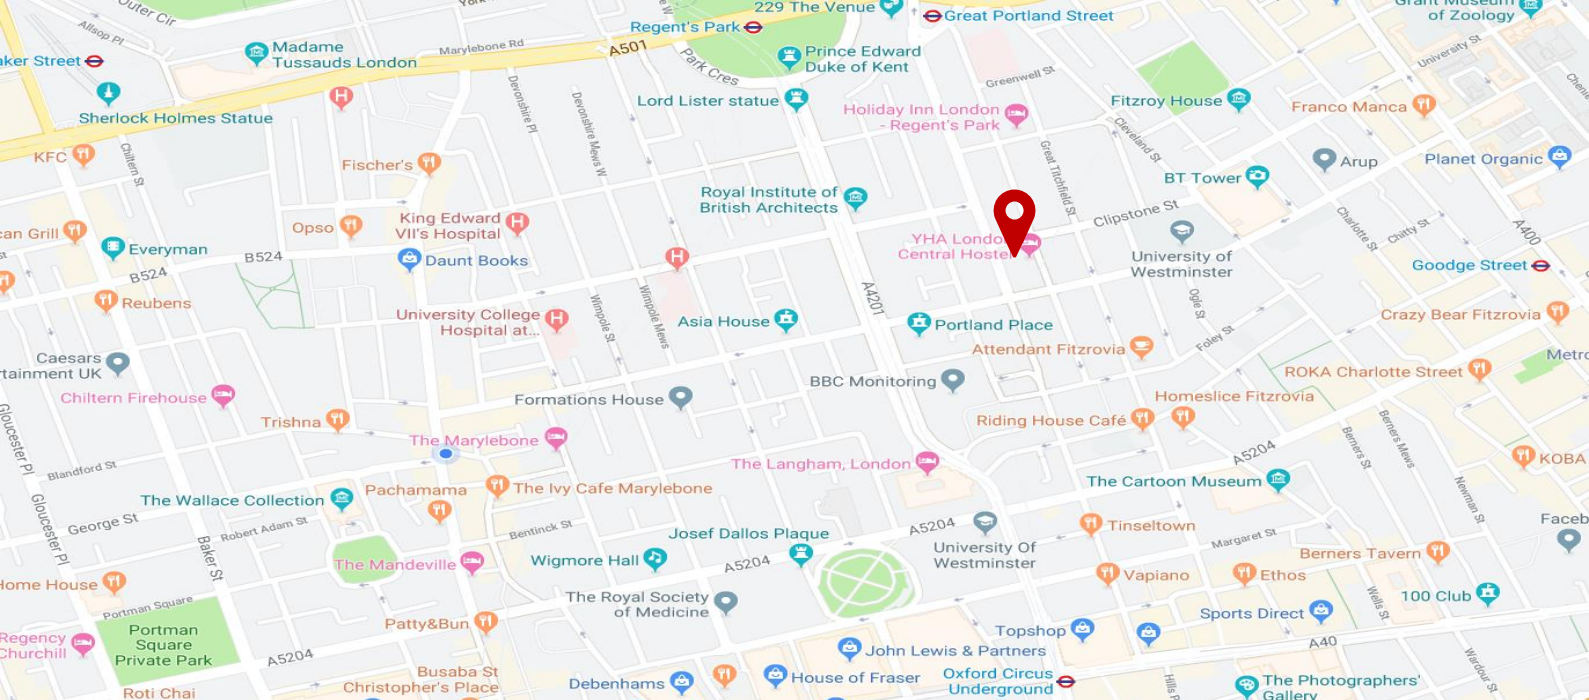 Outer Cir
York
229 The Venue
Great Portland Street
Grant Museum
of Zoology
Allsop Pl
Regent's Park
A501
Marylebone Rd
Madame
Tussauds London
aker Street
Park Cres
Prince Edward
Duke of Kent
University St
Greenwell St
Devonshire Pl
Devonshire Mews W
Lord Lister statue
Holiday Inn London
- Regent's Park
Fitzroy House
Franco Manca
Sherlock Holmes Statue
KFC
Chiltern St
Fischer's
Great Titchfield St
Cleveland St
Arup
Planet Organic
BT Tower
Royal Institute of
British Architects
Clipstone St
Charlotte St
Chitty St
A400
King Edward
VII's Hospital
Opso
can Grill
Everyman
B524
B524
Daunt Books
YHA London
Central Hostel
University of
Westminster
Goodge Street
Reubens
Wimpole St
Wimpole Mews
A4201
Ogle St
University College
Hospital at...
Asia House
Portland Place
Crazy Bear Fitzrovia
Foley St
Attendant Fitzrovia
Metro
Caesars
rtainment UK
ROKA Charlotte Street
BBC Monitoring
Chiltern Firehouse
Formations House
Homeslice Fitzrovia
Gloucester Pl
Trishna
Riding House Café
Berners St
Berners Mews
The Marylebone
A5204
KOBA
Blandford St
The Langham, London
The Cartoon Museum
Newman St
The Wallace Collection
Pachamama
The Ivy Cafe Marylebone
Gloucester Pl
George St
Robert Adam St
Bentinck St
A5204
Tinseltown
Faceb
Josef Dallos Plaque
University Of
Westminster
Margaret St
Baker St
The Mandeville
Wigmore Hall
A5204
Berners Tavern
Home House
Vapiano
Ethos
Wells St
100 Club
Portman Square
The Royal Society
of Medicine
Sports Direct
Patty&Bun
Topshop
Regency
Churchill
Portman
Square
Private Park
A5204
A40
John Lewis & Partners
Wardour St
Busaba St
Christopher's Place
Debenhams
House of Fraser
Oxford Circus
Underground
Hills P
The Photographers'
Gallery
Roti Chai